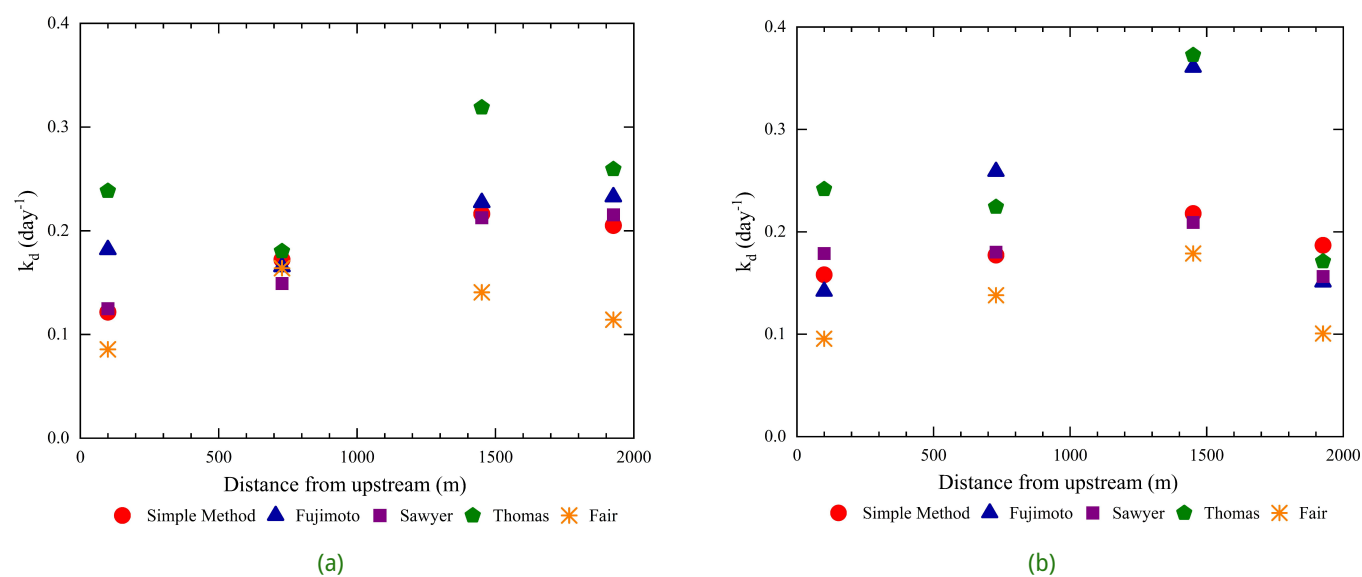 0.4
0.3
0.2
0.1
0.0
k_d (day⁻¹)
0 500 1000 1500 2000
Distance from upstream (m)
Simple Method Fujimoto Sawyer Thomas Fair
(a)
0.4
0.3
0.2
0.1
0.0
k_d (day⁻¹)
0 500 1000 1500 2000
Distance from upstream (m)
Simple Method Fujimoto Sawyer Thomas Fair
(b)